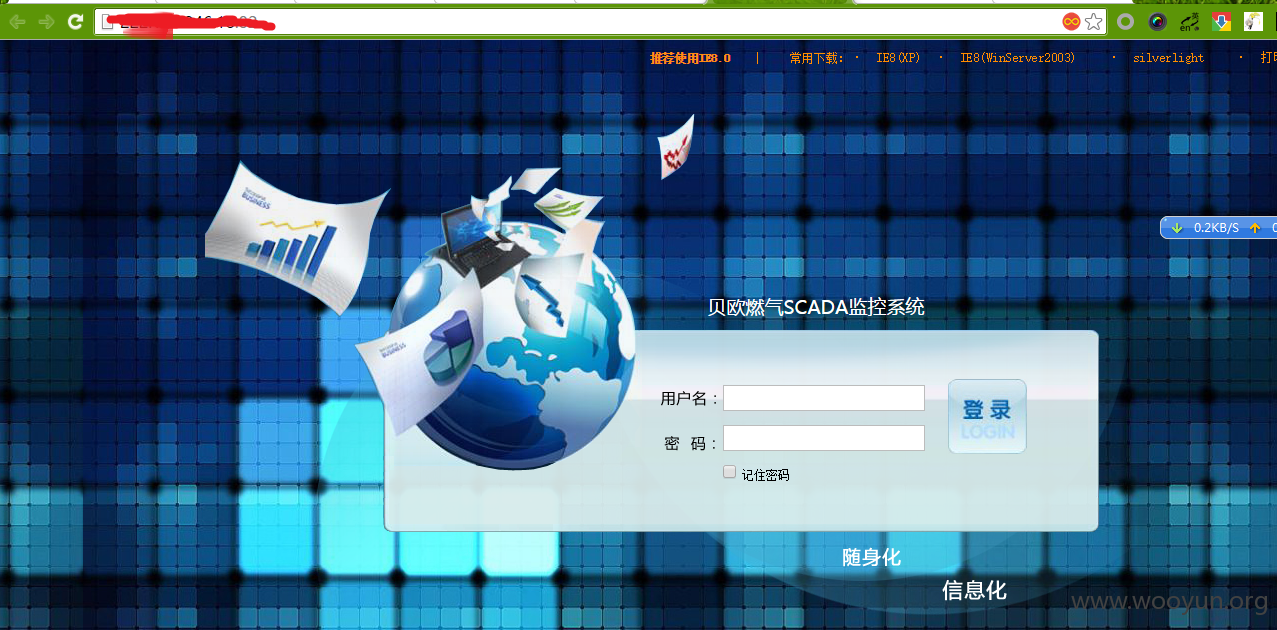 推荐使用IE8.0 | 常用下载: · IE8(XP) · IE8(WinServer2003) · silverlight ·
BUSINESS
0.2KB/S
贝欧燃气SCADA监控系统
BUSINESS
用户名:
登录
LOGIN
密 码:
记住密码
随身化
信息化
www.wooyun.org